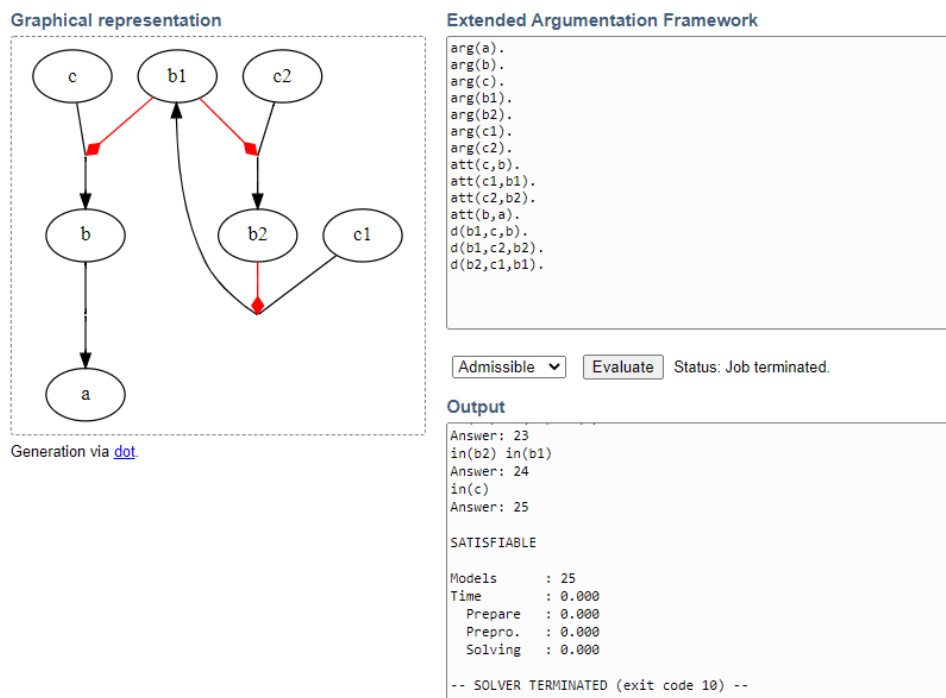 Graphical representation
c
b1
c2
b
b2
c1
a
Generation via dot.
Extended Argumentation Framework
arg(a).
arg(b).
arg(c).
arg(b1).
arg(b2).
arg(c1).
arg(c2).
att(c,b).
att(c1,b1).
att(c2,b2).
att(b,a).
d(b1,c,b).
d(b1,c2,b2).
d(b2,c1,b1).
Admissible Evaluate Status: Job terminated.
Output
Answer: 23
in(b2) in(b1)
Answer: 24
in(c)
Answer: 25
SATISFIABLE
Models : 25
Time : 0.000
Prepare : 0.000
Prepro. : 0.000
Solving : 0.000
-- SOLVER TERMINATED (exit code 10) --